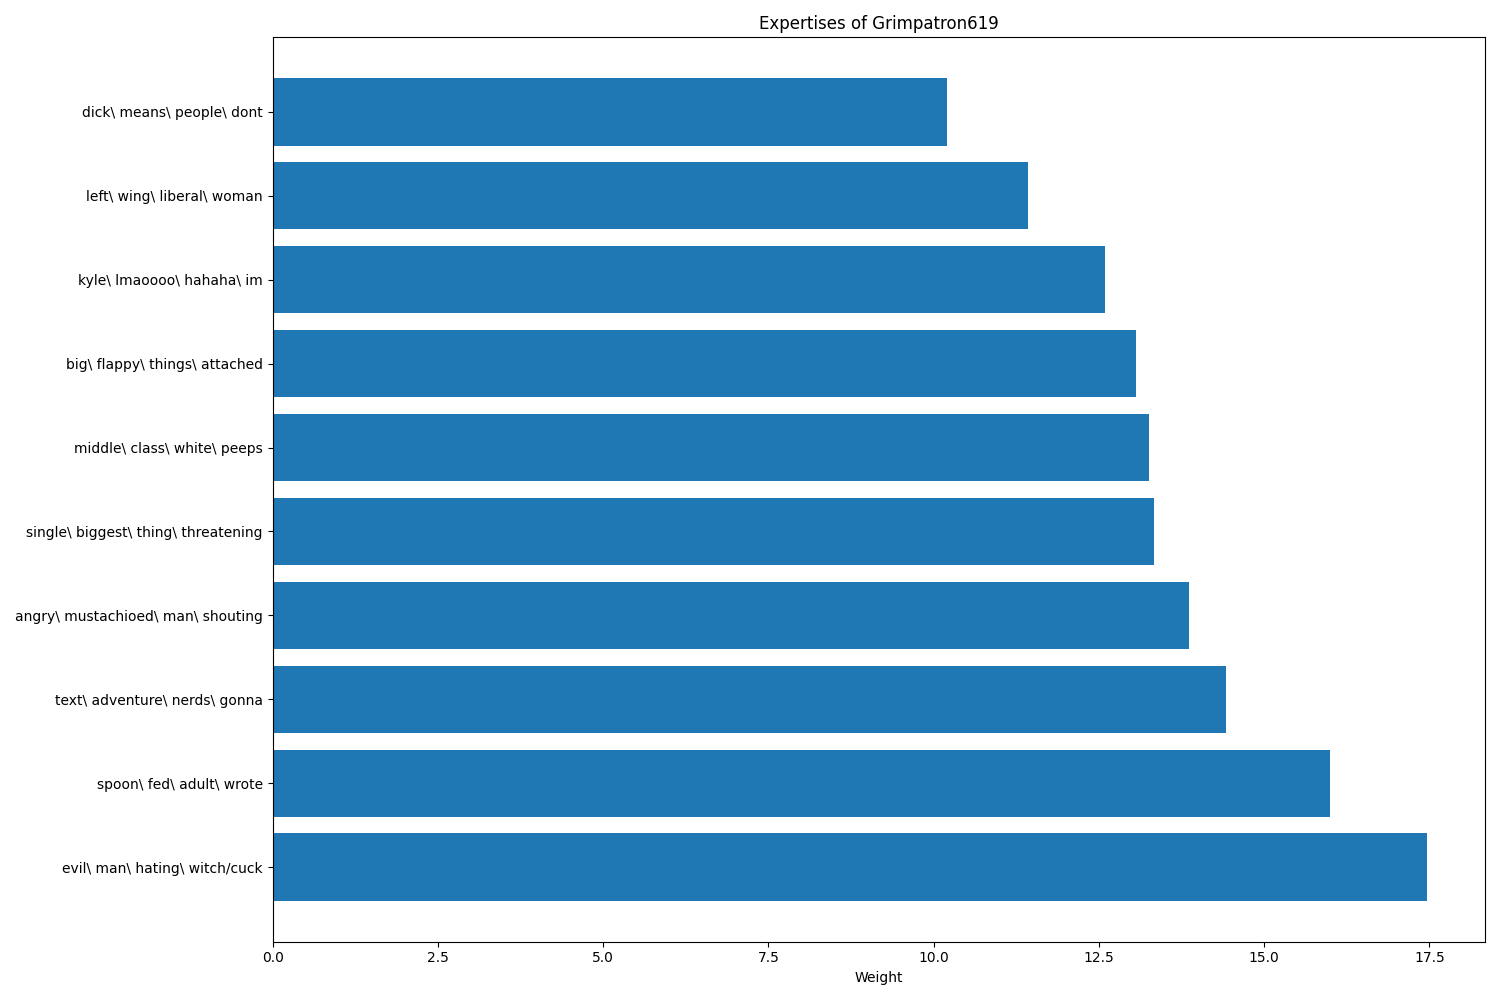 Expertises of Grimpatron619
dick\ means\ people\ dont
left\ wing\ liberal\ woman
kyle\ lmaoooo\ hahaha\ im
big\ flappy\ things\ attached
middle\ class\ white\ peeps
single\ biggest\ thing\ threatening
angry\ mustachioed\ man\ shouting
text\ adventure\ nerds\ gonna
spoon\ fed\ adult\ wrote
evil\ man\ hating\ witch/cuck
0.0 2.5 5.0 7.5 10.0 12.5 15.0 17.5
Weight